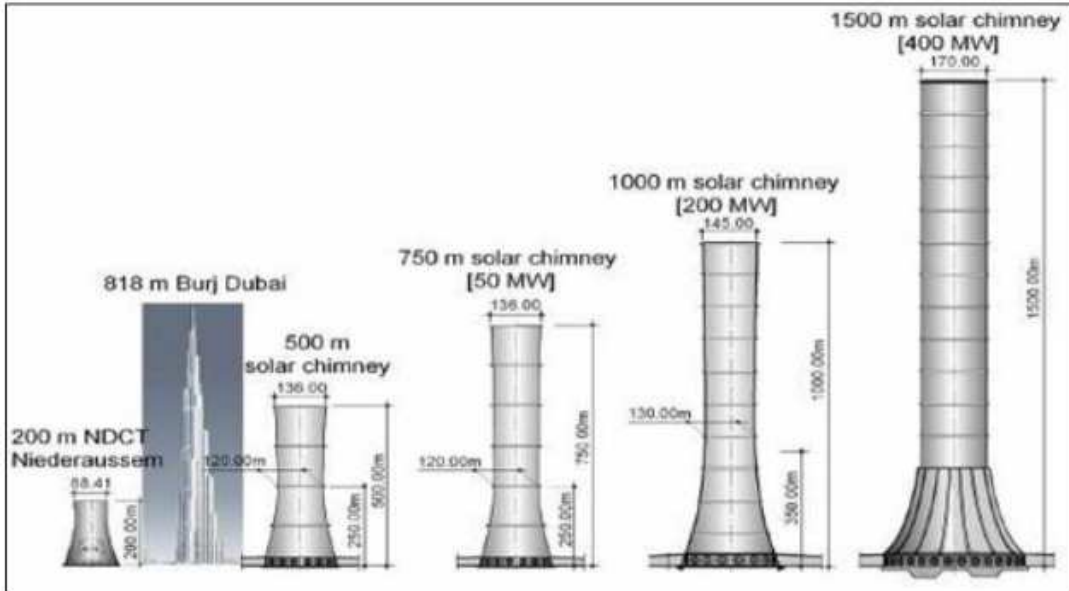 1500 m solar chimney
[400 MW]
170.00
1500.00m
1000 m solar chimney
[200 MW]
145.00
130.00m
1000.00m
350.00m
750 m solar chimney
[50 MW]
136.00
120.00m
750.00m
250.00m
818 m Burj Dubai
500 m
solar chimney
136.00
120.00m
500.00m
250.00m
200 m NDCT
Niederaussem
88.41
200.00m